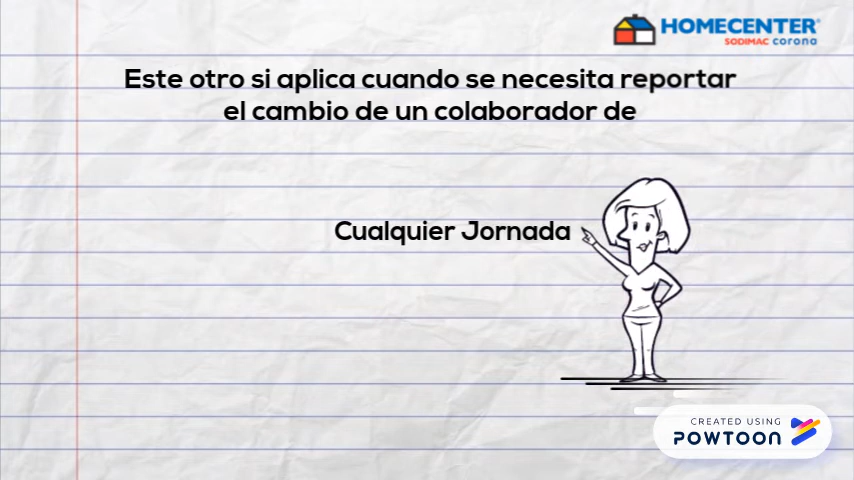 HOMECENTER
SODIMAC corona
Este otro si aplica cuando se necesita reportar
el cambio de un colaborador de
Cualquier Jornada
CREATED USING
POWTOON